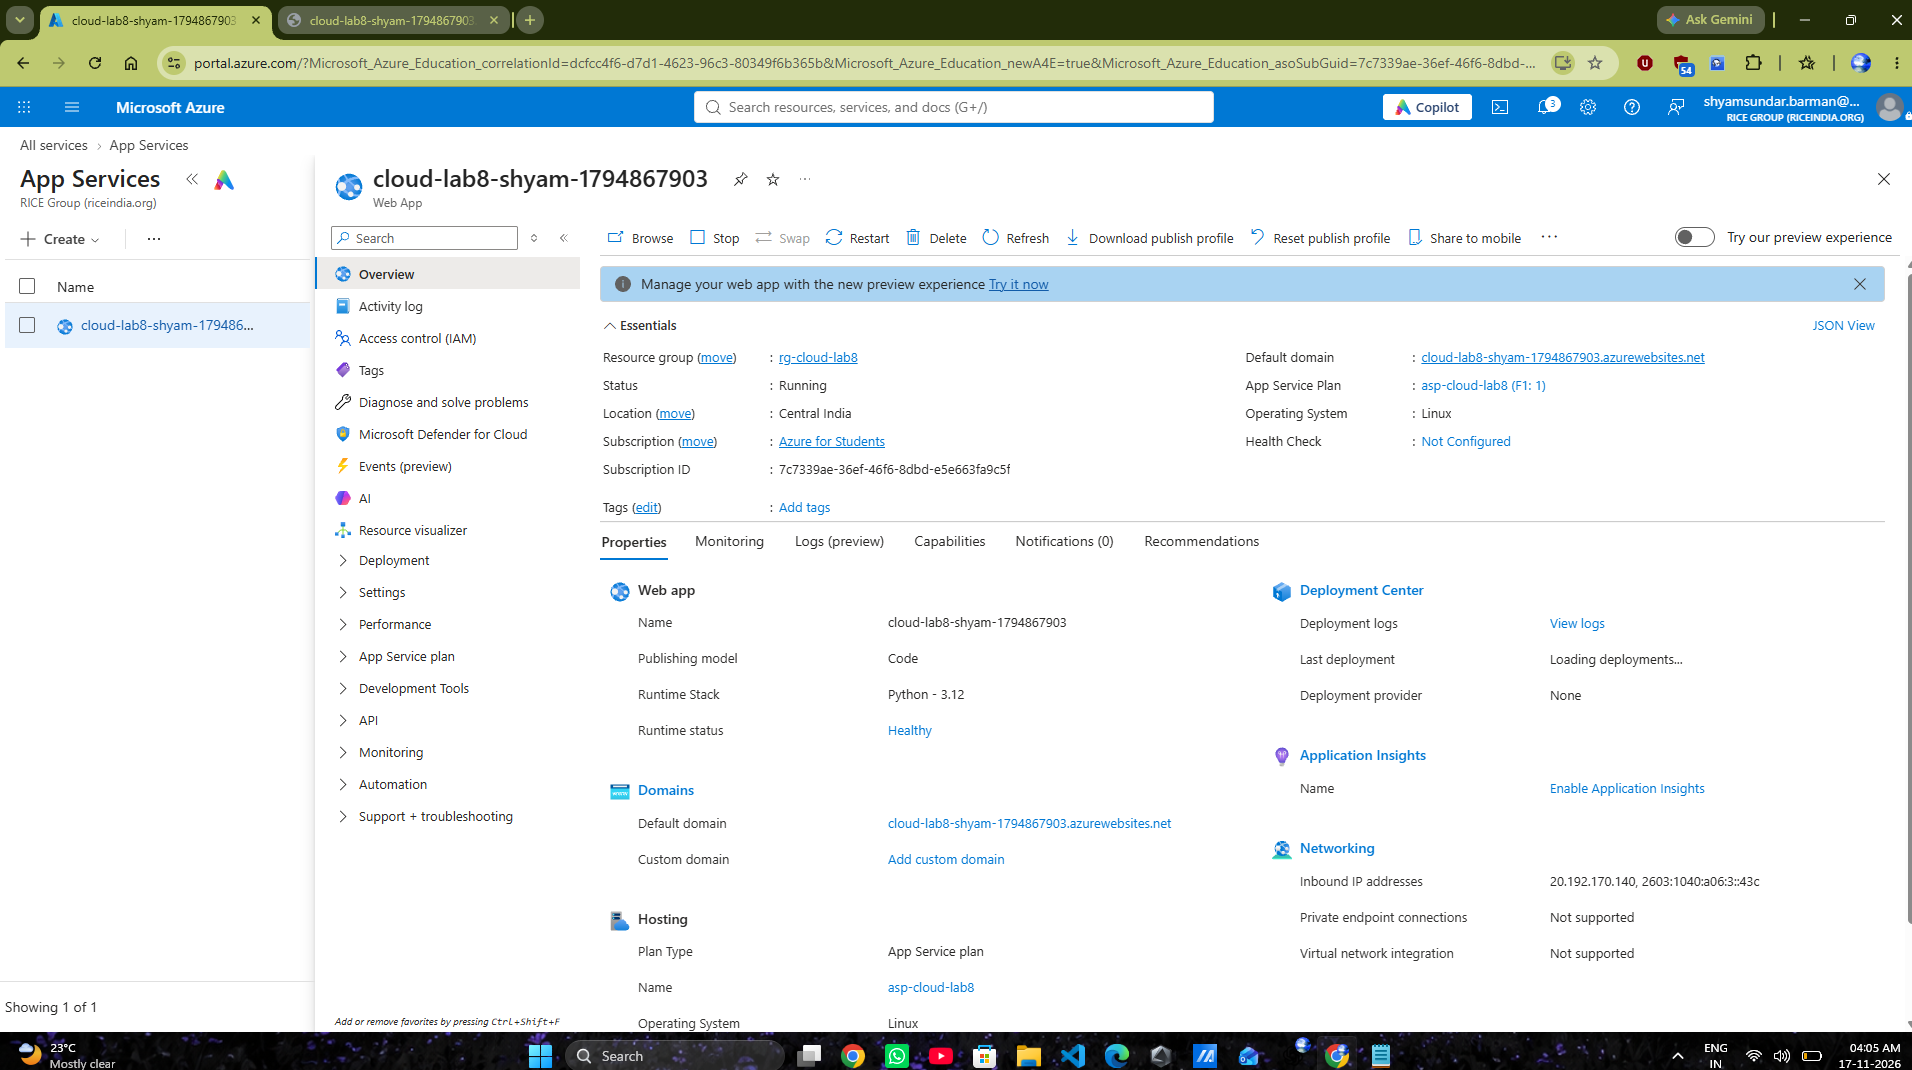 cloud-lab8-shyam-1794867903
cloud-lab8-shyam-1794867903
Ask Gemini
portal.azure.com/?Microsoft_Azure_Education_correlationId=dcfcc4f6-d7d1-4623-96c3-80349f6b365b&Microsoft_Azure_Education_newA4E=true&Microsoft_Azure_Education_asoSubGuid=7c7339ae-36ef-46f6-8dbd-...
54
Microsoft Azure
Search resources, services, and docs (G+/)
Copilot
3
shyamsundar.barman@...
RICE GROUP (RICEINDIA.ORG)
All services
App Services
App Services
RICE Group (riceindia.org)
Create
...
Name
cloud-lab8-shyam-179486...
Showing 1 of 1
cloud-lab8-shyam-1794867903
...
Web App
Search
Overview
Activity log
Access control (IAM)
Tags
Diagnose and solve problems
Microsoft Defender for Cloud
Events (preview)
AI
Resource visualizer
Deployment
Settings
Performance
App Service plan
Development Tools
API
Monitoring
Automation
Support + troubleshooting
Add or remove favorites by pressing Ctrl+Shift+F
Browse
Stop
Swap
Restart
Delete
Refresh
Download publish profile
Reset publish profile
Share to mobile
...
Try our preview experience
Manage your web app with the new preview experience Try it now
Essentials
JSON View
Resource group (move) : rg-cloud-lab8
Status : Running
Location (move) : Central India
Subscription (move) : Azure for Students
Subscription ID : 7c7339ae-36ef-46f6-8dbd-e5e663fa9c5f
Default domain : cloud-lab8-shyam-1794867903.azurewebsites.net
App Service Plan : asp-cloud-lab8 (F1: 1)
Operating System : Linux
Health Check : Not Configured
Tags (edit) : Add tags
Properties
Monitoring
Logs (preview)
Capabilities
Notifications (0)
Recommendations
Web app
Name cloud-lab8-shyam-1794867903
Publishing model Code
Runtime Stack Python - 3.12
Runtime status Healthy
Domains
Default domain cloud-lab8-shyam-1794867903.azurewebsites.net
Custom domain Add custom domain
Hosting
Plan Type App Service plan
Name asp-cloud-lab8
Operating System Linux
Deployment Center
Deployment logs View logs
Last deployment Loading deployments...
Deployment provider None
Application Insights
Name Enable Application Insights
Networking
Inbound IP addresses 20.192.170.140, 2603:1040:a06:3::43c
Private endpoint connections Not supported
Virtual network integration Not supported
23°C
Mostly clear
Search
ENG
IN
04:05 AM
17-11-2026